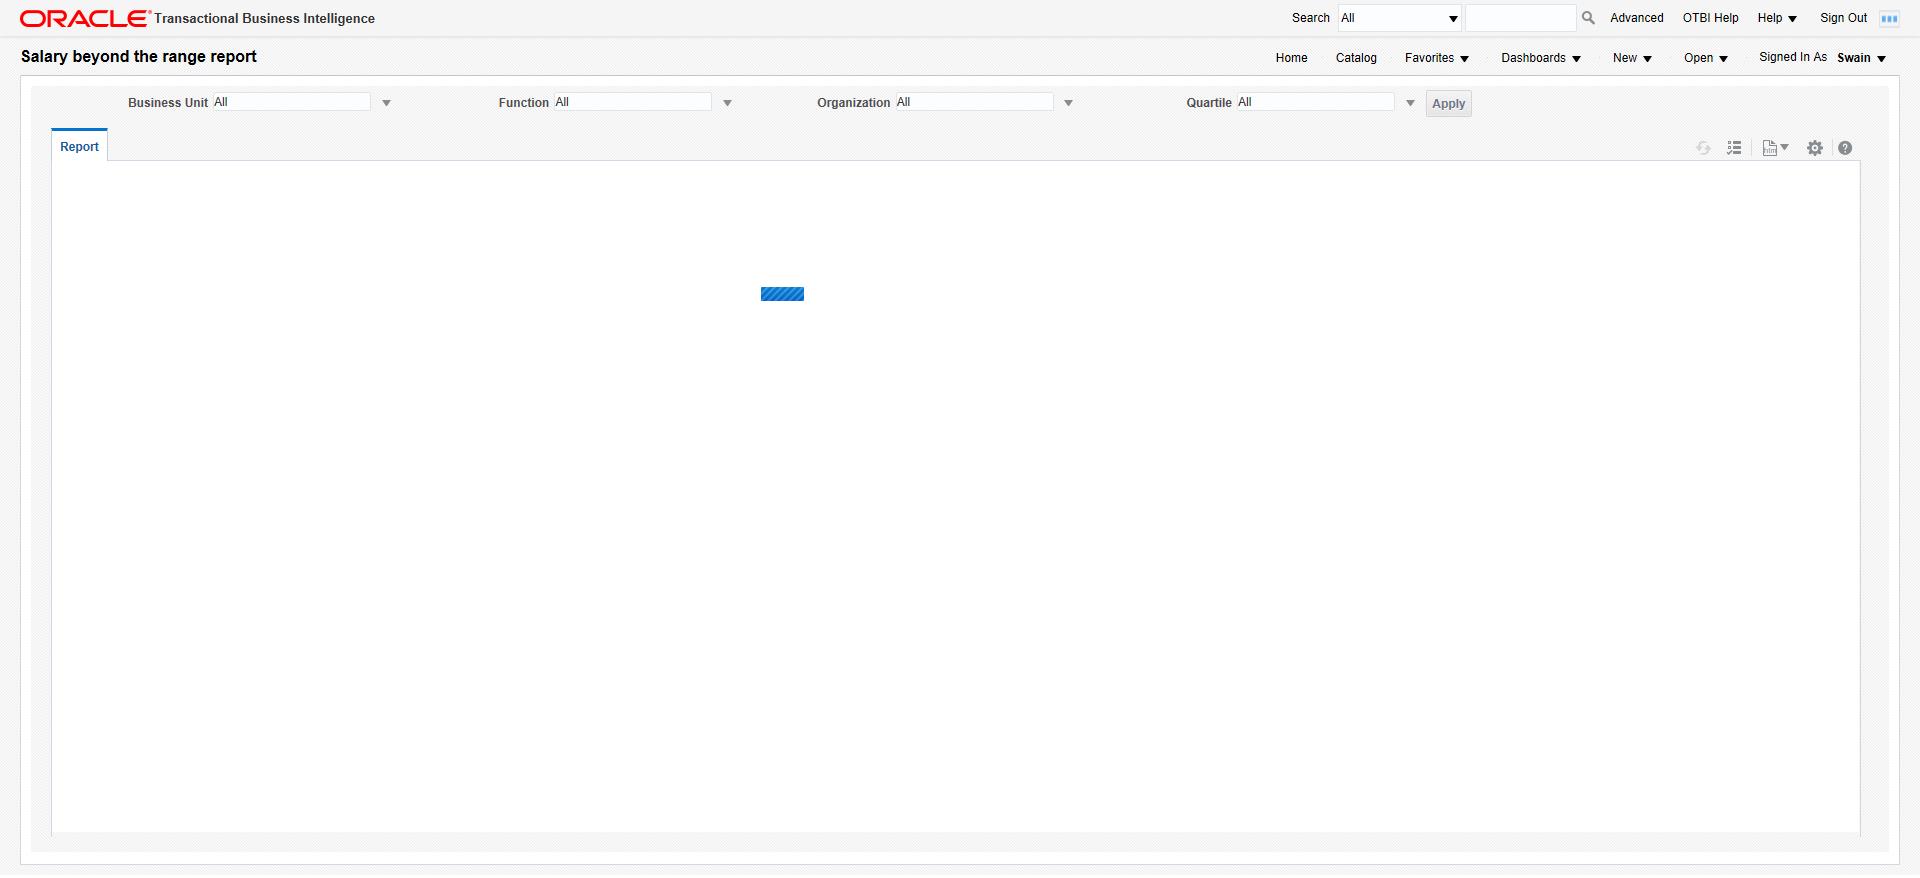 ORACLE Transactional Business Intelligence Search All Advanced OTBI Help Help Sign Out
Salary beyond the range report Home Catalog Favorites Dashboards New Open Signed In As Swain
Business Unit All Function All Organization All Quartile All Apply
Report